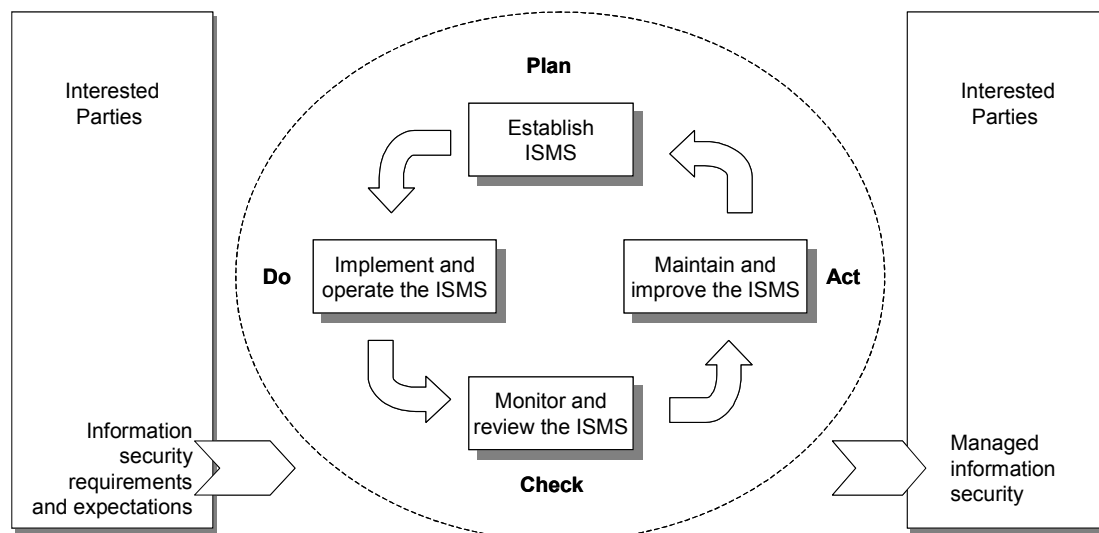 Interested
Parties
Information
security
requirements
and expectations
Plan
Establish
ISMS
Do
Implement and
operate the ISMS
Maintain and
improve the ISMS
Act
Monitor and
review the ISMS
Check
Interested
Parties
Managed
information
security